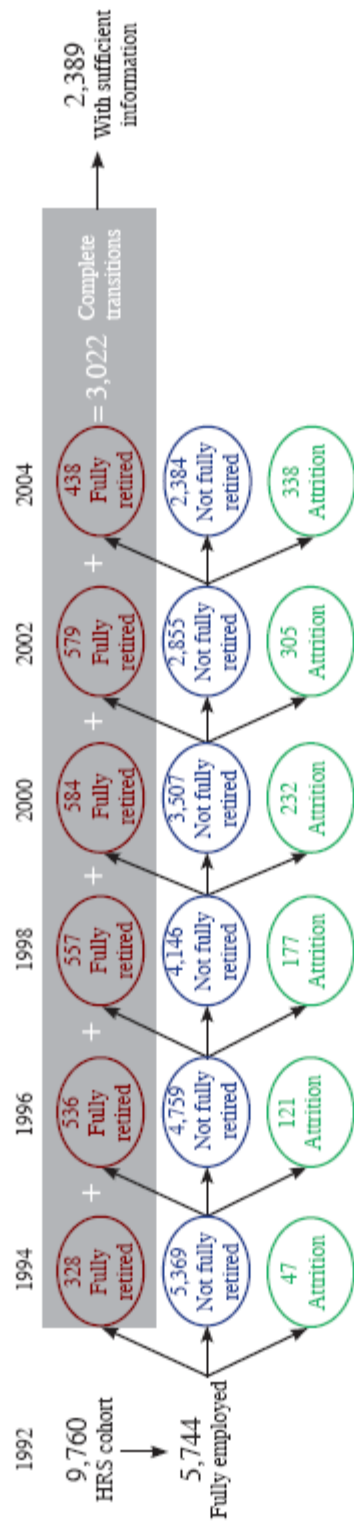 1992
1994
1996
1998
2000
2002
2004
9,760
HRS cohort
5,744
Fully employed
328
Fully
retired
+
536
Fully
retired
+
557
Fully
retired
+
584
Fully
retired
+
579
Fully
retired
+
438
Fully
retired
= 3,022 Complete
transitions
2,389
With sufficient
information
5,369
Not fully
retired
4,759
Not fully
retired
4,146
Not fully
retired
3,507
Not fully
retired
2,855
Not fully
retired
2,384
Not fully
retired
47
Attrition
121
Attrition
177
Attrition
232
Attrition
305
Attrition
338
Attrition